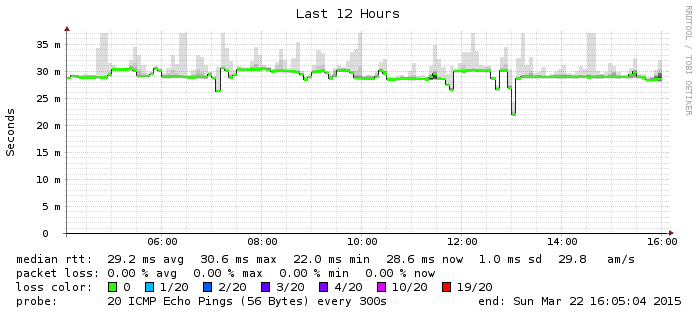 Last 12 Hours
RRDTOOL / TOBI OETIKER
Seconds
35 m
30 m
25 m
20 m
15 m
10 m
5 m
0
06:00 08:00 10:00 12:00 14:00 16:00
median rtt: 29.2 ms avg 30.6 ms max 22.0 ms min 28.6 ms now 1.0 ms sd 29.8 am/s
packet loss: 0.00 % avg 0.00 % max 0.00 % min 0.00 % now
loss color: 0 1/20 2/20 3/20 4/20 10/20 19/20
probe: 20 ICMP Echo Pings (56 Bytes) every 300s end: Sun Mar 22 16:05:04 2015